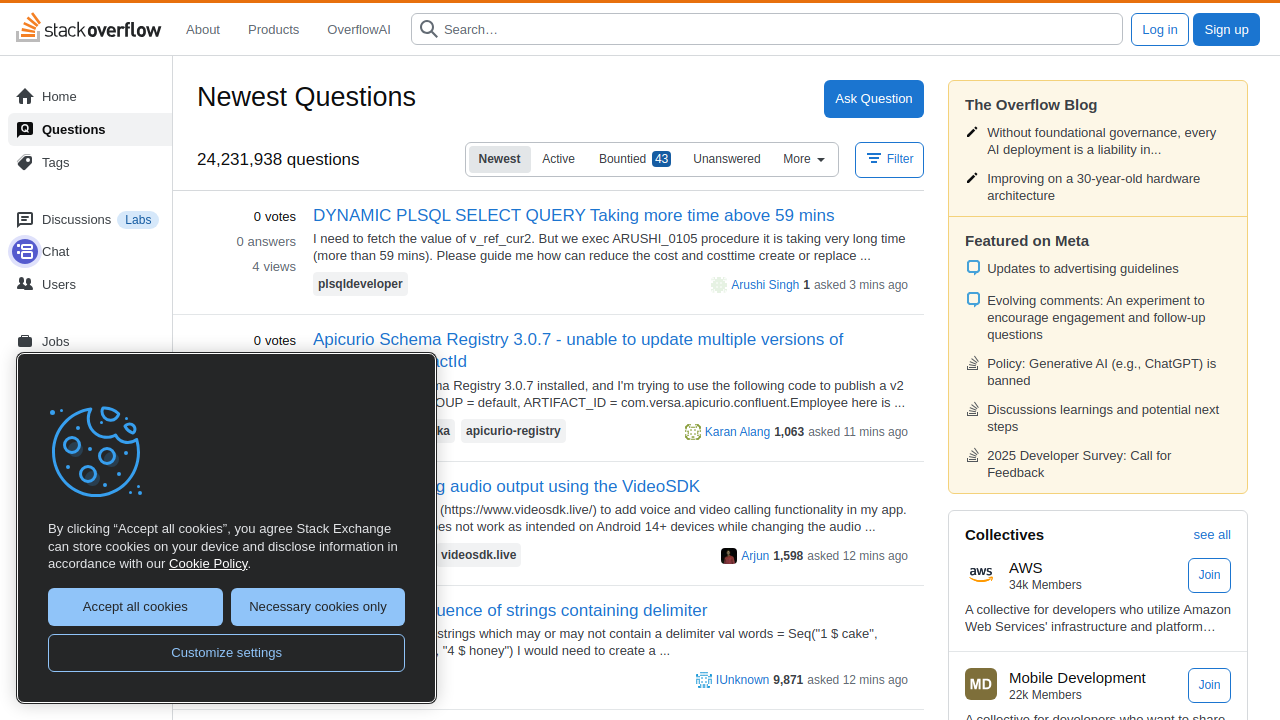 stack overflow
About
Products
OverflowAI
Search…
Log in
Sign up
Home
Questions
Tags
Discussions
Labs
Chat
Users
Jobs
Newest Questions
Ask Question
24,231,938 questions
Newest
Active
Bountied 43
Unanswered
More
Filter
0 votes
0 answers
4 views
DYNAMIC PLSQL SELECT QUERY Taking more time above 59 mins
I need to fetch the value of v_ref_cur2. But we exec ARUSHI_0105 procedure it is taking very long time
(more than 59 mins). Please guide me how can reduce the cost and costtime create or replace ...
plsqldeveloper
Arushi Singh 1 asked 3 mins ago
0 votes
Apicurio Schema Registry 3.0.7 - unable to update multiple versions of
actId
ma Registry 3.0.7 installed, and I'm trying to use the following code to publish a v2
OUP = default, ARTIFACT_ID = com.versa.apicurio.confluent.Employee here is ...
ka
apicurio-registry
Karan Alang 1,063 asked 11 mins ago
g audio output using the VideoSDK
(https://www.videosdk.live/) to add voice and video calling functionality in my app.
oes not work as intended on Android 14+ devices while changing the audio ...
videosdk.live
Arjun 1,598 asked 12 mins ago
uence of strings containing delimiter
strings which may or may not contain a delimiter val words = Seq("1 $ cake",
, "4 $ honey") I would need to create a ...
IUnknown 9,871 asked 12 mins ago
By clicking “Accept all cookies”, you agree Stack Exchange
can store cookies on your device and disclose information in
accordance with our Cookie Policy.
Accept all cookies
Necessary cookies only
Customize settings
The Overflow Blog
Without foundational governance, every
AI deployment is a liability in...
Improving on a 30-year-old hardware
architecture
Featured on Meta
Updates to advertising guidelines
Evolving comments: An experiment to
encourage engagement and follow-up
questions
Policy: Generative AI (e.g., ChatGPT) is
banned
Discussions learnings and potential next
steps
2025 Developer Survey: Call for
Feedback
Collectives
see all
aws
AWS
34k Members
Join
A collective for developers who utilize Amazon
Web Services' infrastructure and platform…
MD
Mobile Development
22k Members
Join
A collective for developers who want to share